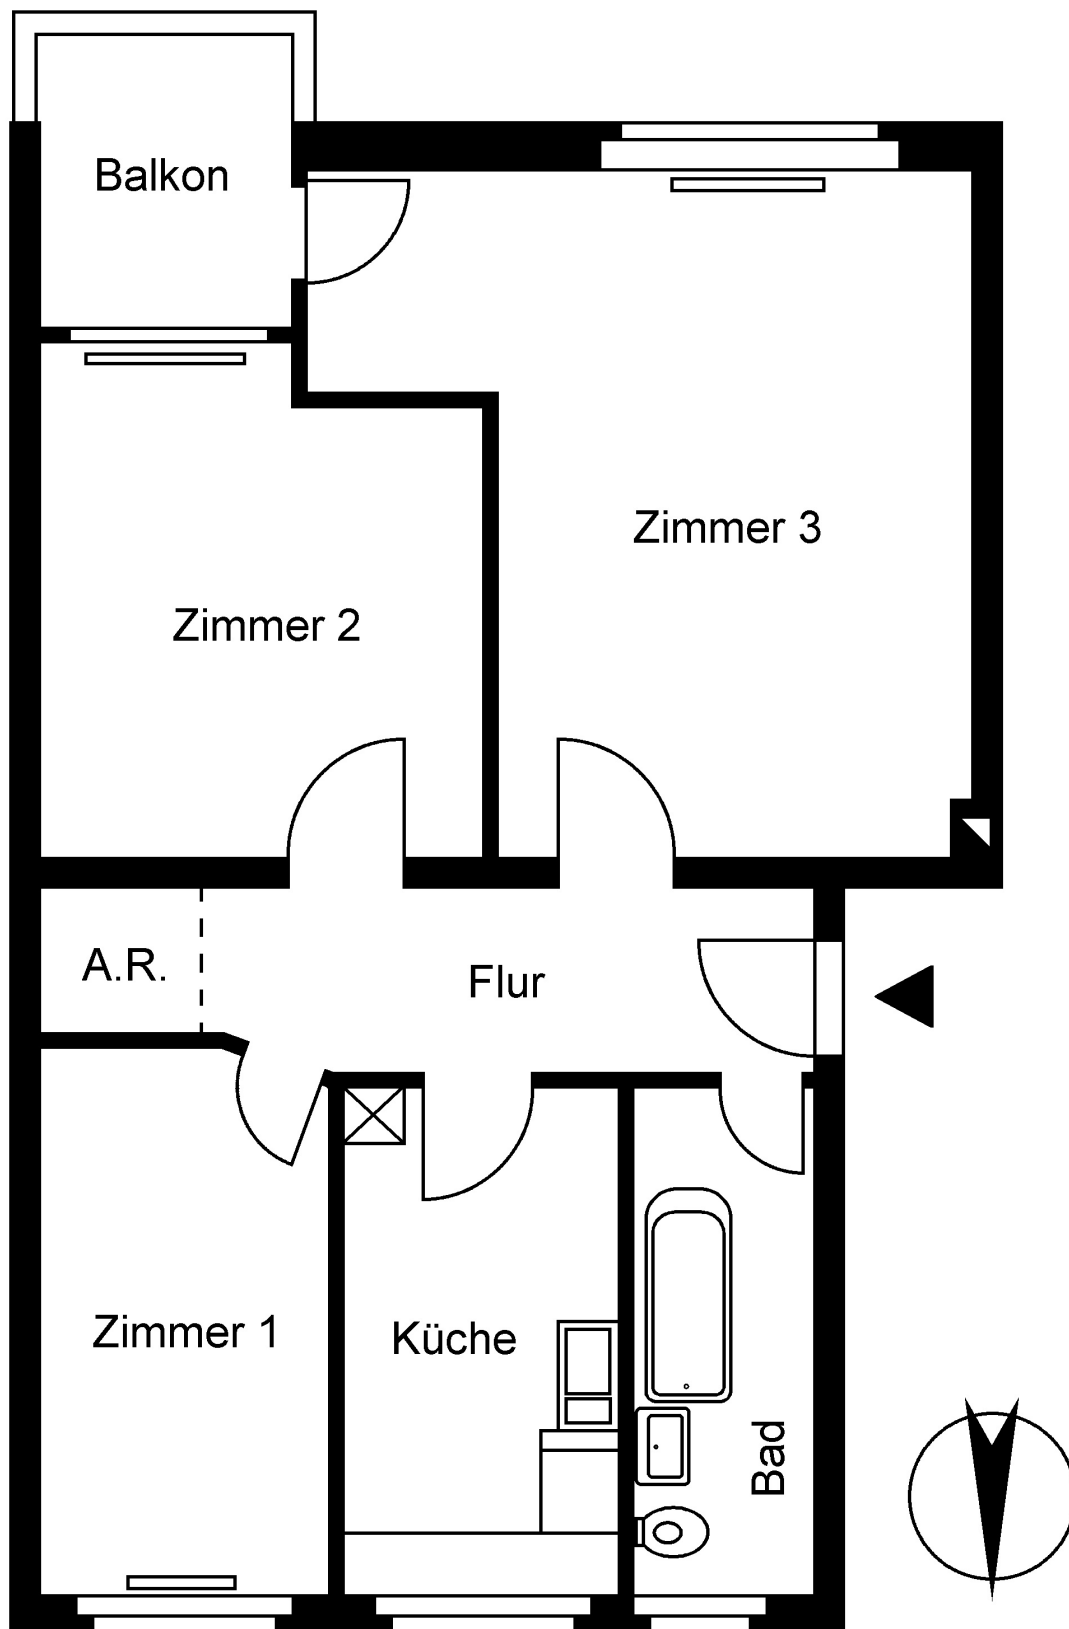 Balkon
Zimmer 3
Zimmer 2
A.R.
Flur
Zimmer 1
Küche
Bad